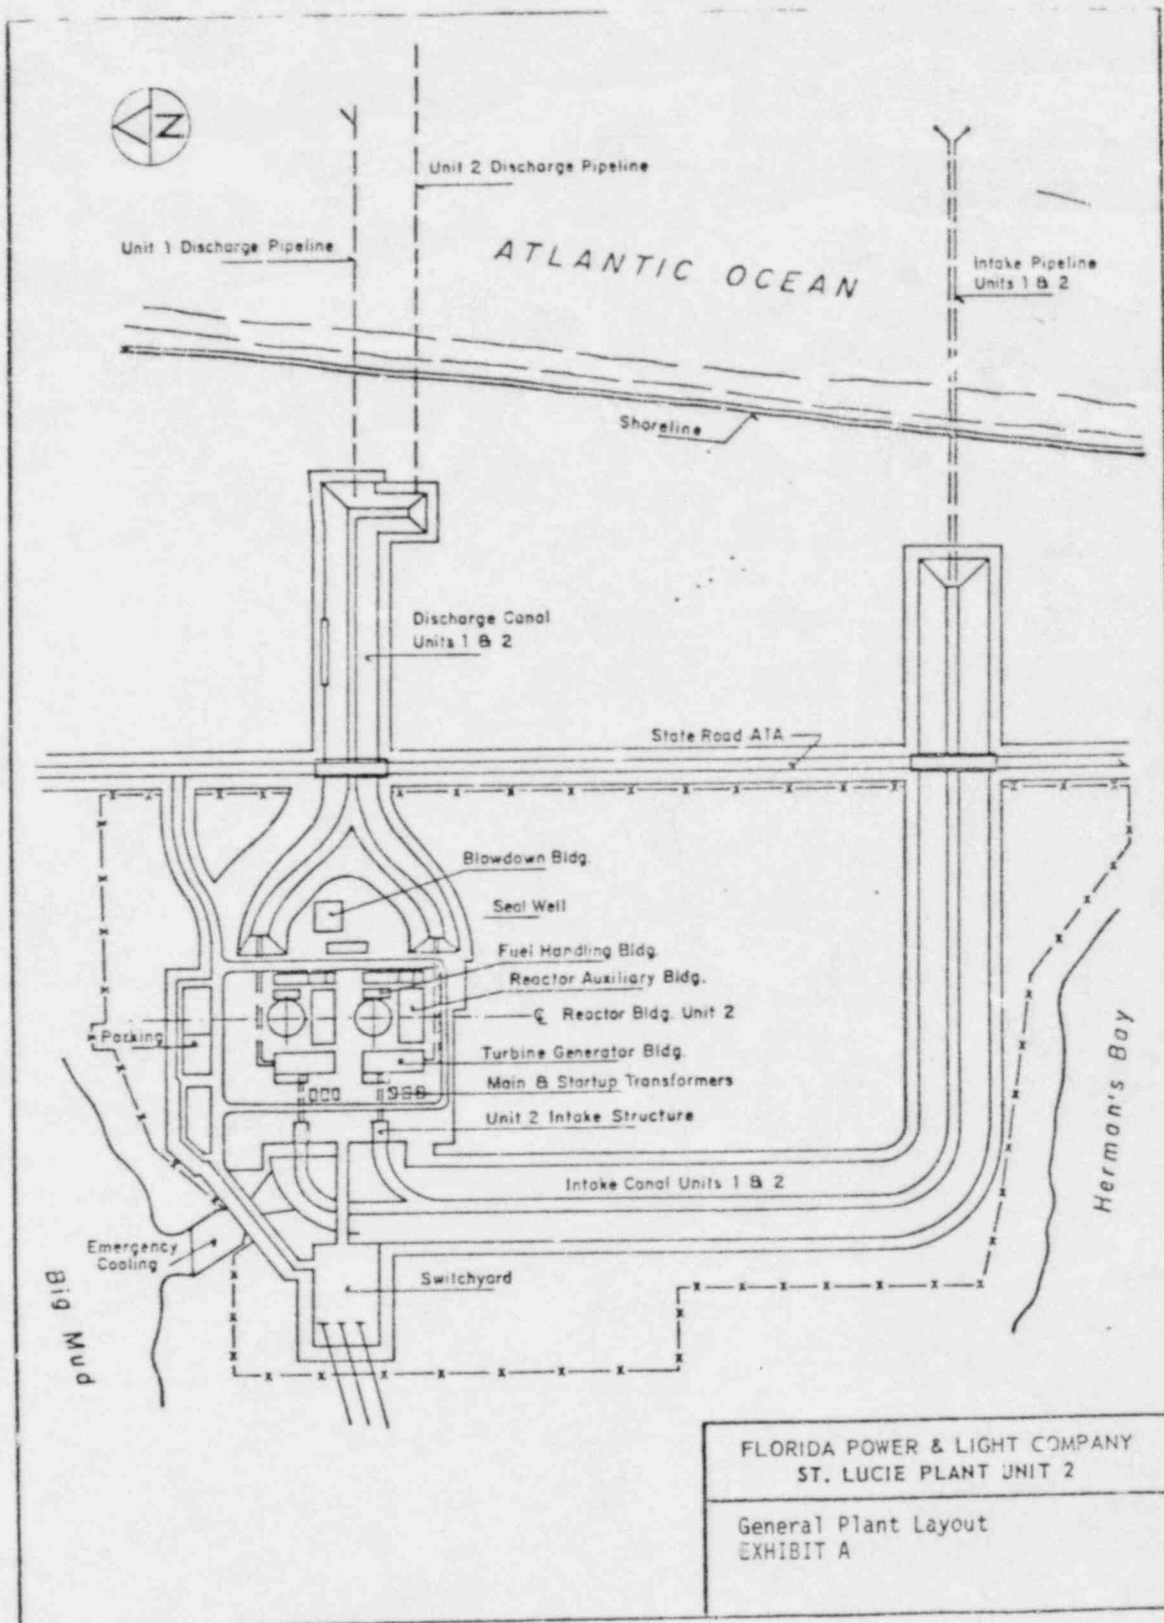 N
Unit 2 Discharge Pipeline
Unit 1 Discharge Pipeline
ATLANTIC OCEAN
Intake Pipeline
Units 1 & 2
Shoreline
Discharge Canal
Units 1 & 2
State Road A1A
Blowdown Bldg.
Seal Well
Fuel Handling Bldg.
Reactor Auxiliary Bldg.
℄ Reactor Bldg. Unit 2
Parking
Turbine Generator Bldg.
Main & Startup Transformers
Unit 2 Intake Structure
Herman's Bay
Intake Canal Units 1 & 2
Emergency
Cooling
Switchyard
Big Mud
FLORIDA POWER & LIGHT COMPANY
ST. LUCIE PLANT UNIT 2
General Plant Layout
EXHIBIT A